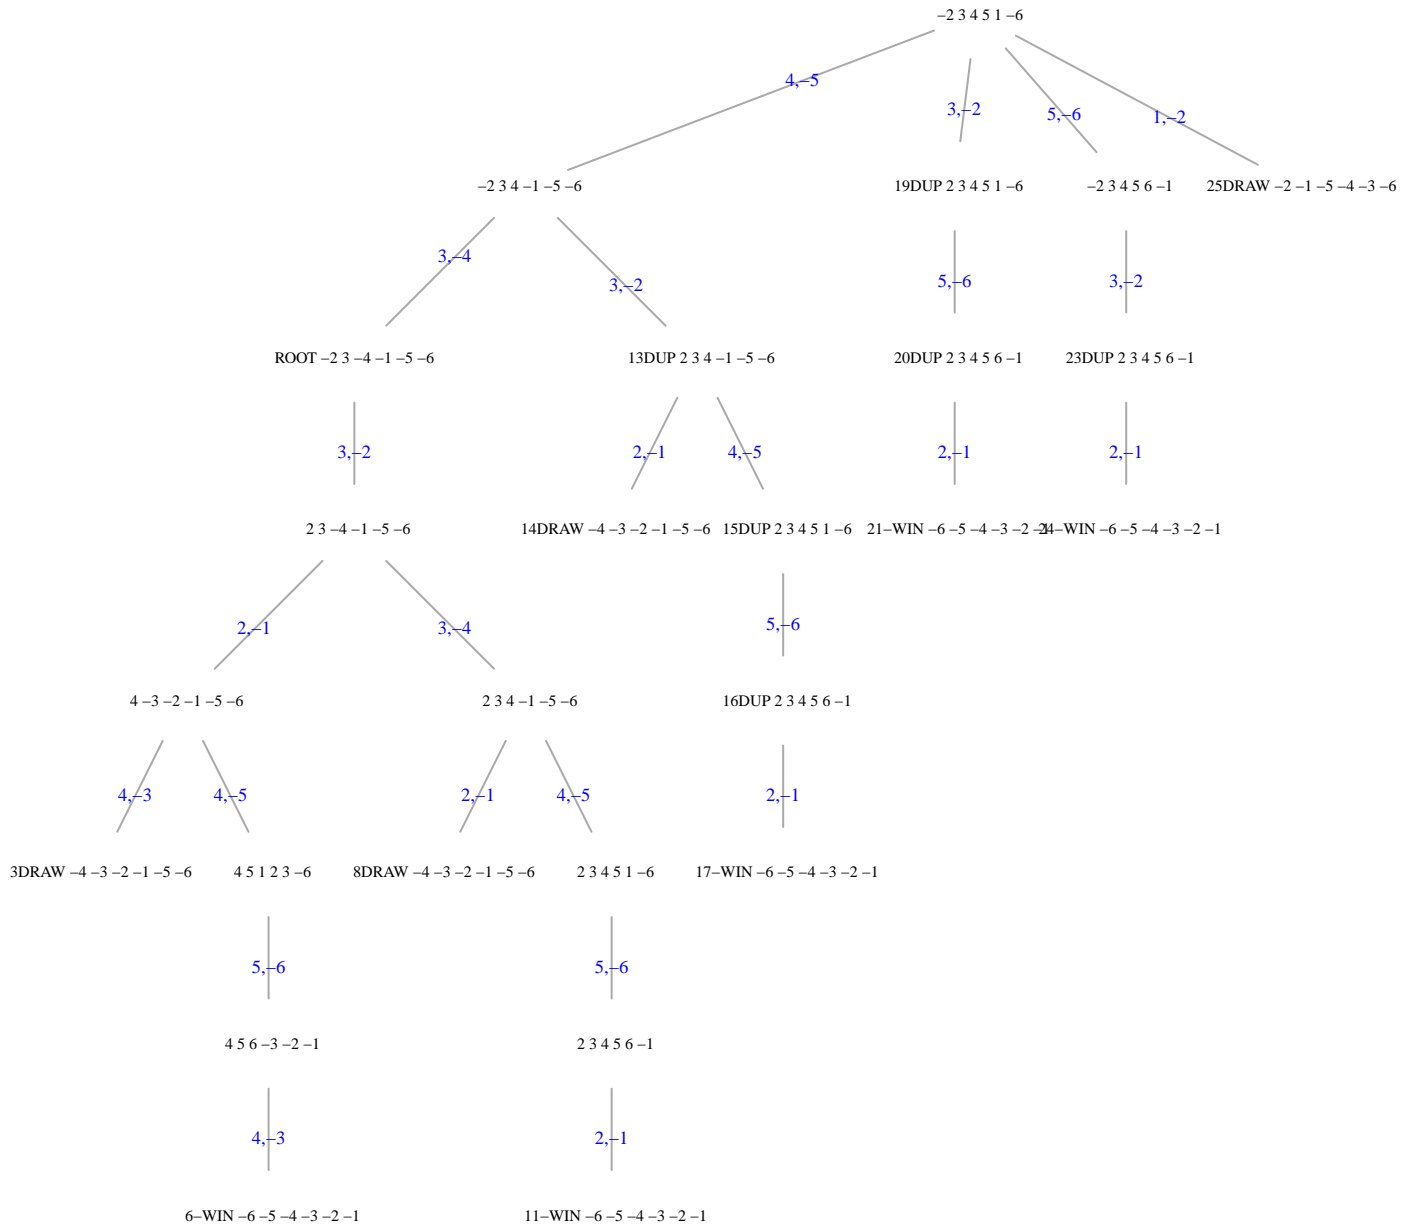 –2 3 4 5 1 –6
4,–5
3,–2
5,–6
1,–2
–2 3 4 –1 –5 –6
19DUP 2 3 4 5 1 –6
–2 3 4 5 6 –1
25DRAW –2 –1 –5 –4 –3 –6
3,–4
3,–2
5,–6
3,–2
ROOT –2 3 –4 –1 –5 –6
13DUP 2 3 4 –1 –5 –6
20DUP 2 3 4 5 6 –1
23DUP 2 3 4 5 6 –1
3,–2
2,–1
4,–5
2,–1
2,–1
2 3 –4 –1 –5 –6
14DRAW –4 –3 –2 –1 –5 –6
15DUP 2 3 4 5 1 –6
21–WIN –6 –5 –4 –3 –2 –1
24–WIN –6 –5 –4 –3 –2 –1
2,–1
3,–4
5,–6
4 –3 –2 –1 –5 –6
2 3 4 –1 –5 –6
16DUP 2 3 4 5 6 –1
4,–3
4,–5
2,–1
4,–5
2,–1
3DRAW –4 –3 –2 –1 –5 –6
4 5 1 2 3 –6
8DRAW –4 –3 –2 –1 –5 –6
2 3 4 5 1 –6
17–WIN –6 –5 –4 –3 –2 –1
5,–6
5,–6
4 5 6 –3 –2 –1
2 3 4 5 6 –1
4,–3
2,–1
6–WIN –6 –5 –4 –3 –2 –1
11–WIN –6 –5 –4 –3 –2 –1